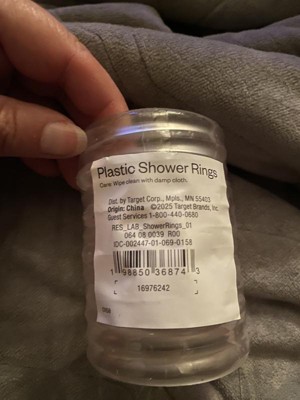 Plastic Shower Rings
Care: Wipe clean with damp cloth.
Dist. by Target Corp., Mpls., MN 55403
Origin: China ©2025 Target Brands, Inc.
Guest Services 1-800-440-0680
RES_LAB_ShowerRings_01
064 08 0039 R00
IDC-002447-01-069-0158
1 98650 36874 3
16976242